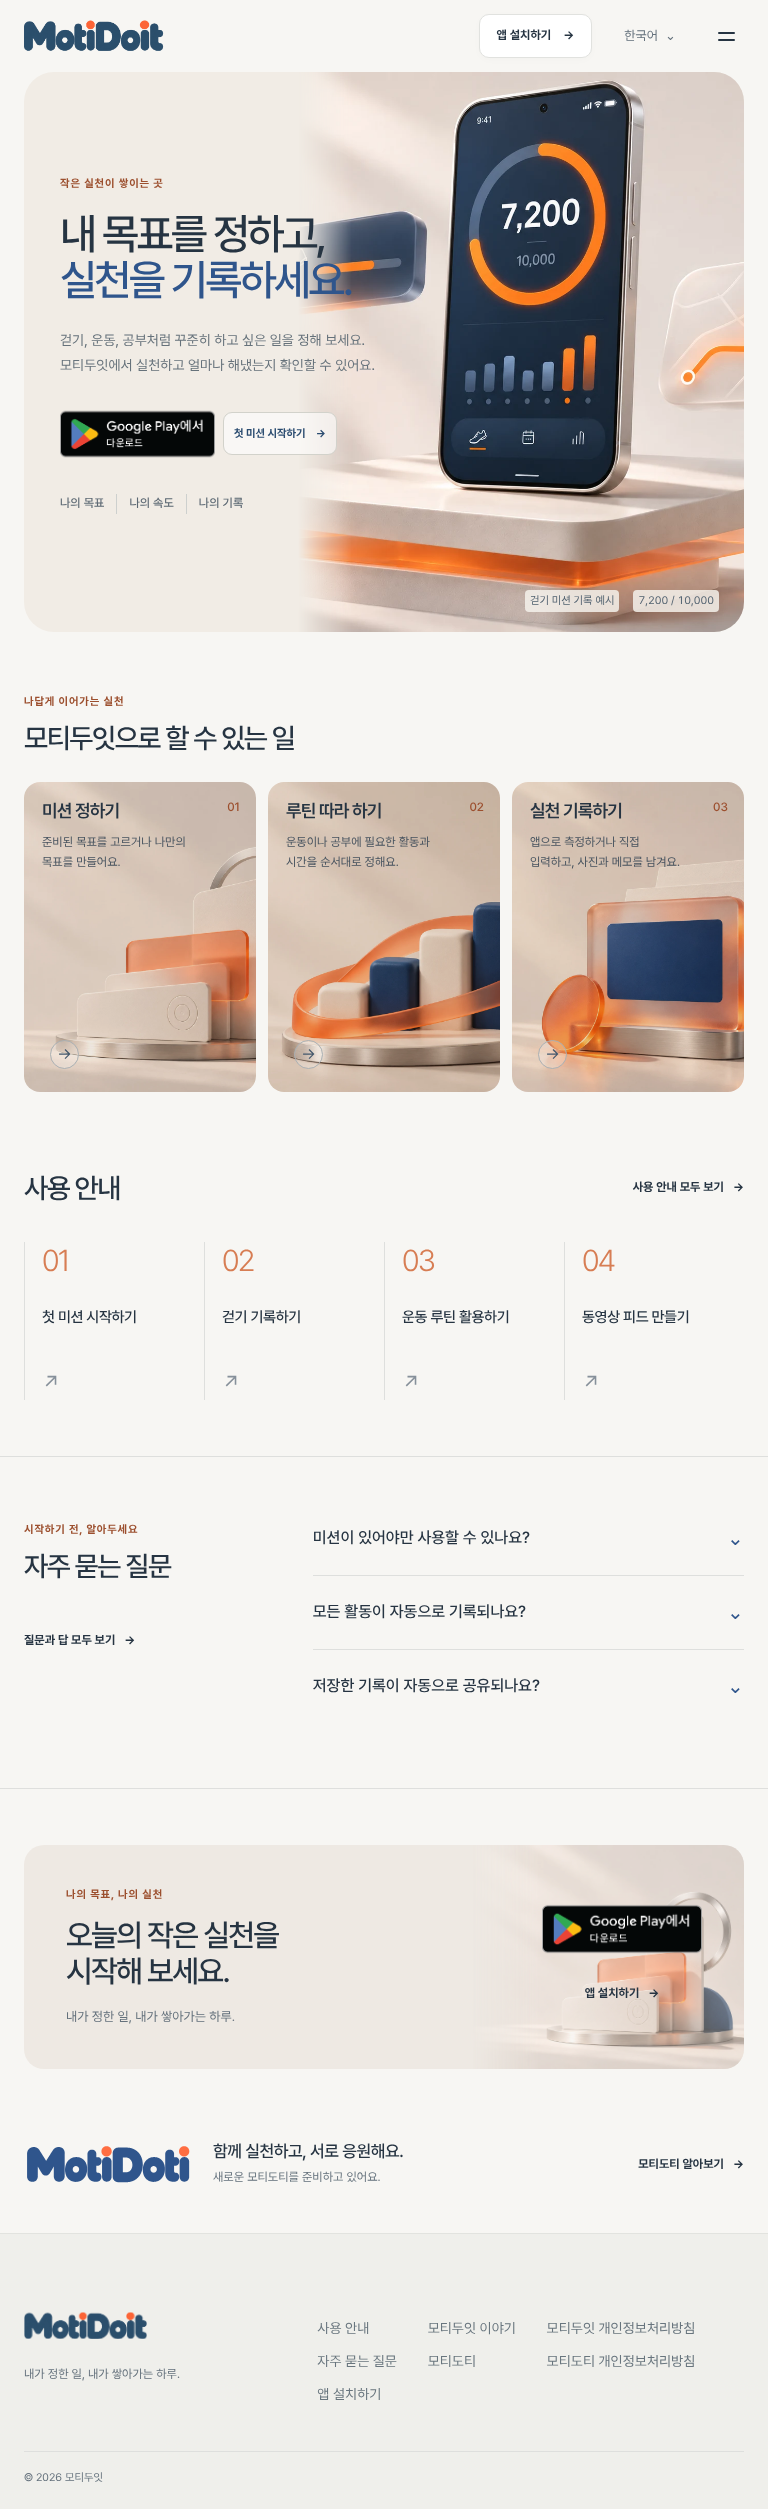 MotiDoit
앱 설치하기 →
한국어
작은 실천이 쌓이는 곳
내 목표를 정하고,
실천을 기록하세요.
걷기, 운동, 공부처럼 꾸준히 하고 싶은 일을 정해 보세요.
모티두잇에서 실천하고 얼마나 해냈는지 확인할 수 있어요.
Google Play에서
다운로드
첫 미션 시작하기 →
나의 목표
나의 속도
나의 기록
9:41
7,200
10,000
걷기 미션 기록 예시
7,200 / 10,000
나답게 이어가는 실천
모티두잇으로 할 수 있는 일
미션 정하기
01
준비된 목표를 고르거나 나만의
목표를 만들어요.
루틴 따라 하기
02
운동이나 공부에 필요한 활동과
시간을 순서대로 정해요.
실천 기록하기
03
앱으로 측정하거나 직접
입력하고, 사진과 메모를 남겨요.
사용 안내
사용 안내 모두 보기 →
01
첫 미션 시작하기
02
걷기 기록하기
03
운동 루틴 활용하기
04
동영상 피드 만들기
시작하기 전, 알아두세요
자주 묻는 질문
질문과 답 모두 보기 →
미션이 있어야만 사용할 수 있나요?
모든 활동이 자동으로 기록되나요?
저장한 기록이 자동으로 공유되나요?
나의 목표, 나의 실천
오늘의 작은 실천을
시작해 보세요.
내가 정한 일, 내가 쌓아가는 하루.
Google Play에서
다운로드
앱 설치하기 →
MotiDoti
함께 실천하고, 서로 응원해요.
새로운 모티도티를 준비하고 있어요.
모티도티 알아보기 →
MotiDoit
내가 정한 일, 내가 쌓아가는 하루.
사용 안내
자주 묻는 질문
앱 설치하기
모티두잇 이야기
모티도티
모티두잇 개인정보처리방침
모티도티 개인정보처리방침
© 2026 모티두잇